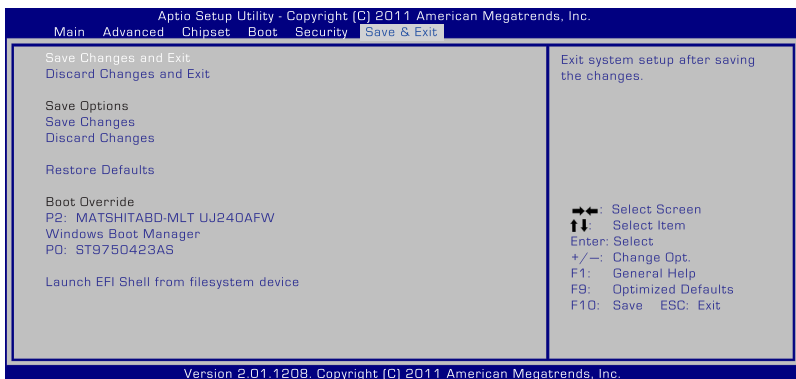 Aptio Setup Utility - Copyright (C) 2011 American Megatrends, Inc.
Main Advanced Chipset Boot Security Save & Exit
Save Changes and Exit
Discard Changes and Exit
Save Options
Save Changes
Discard Changes
Restore Defaults
Boot Override
P2: MATSHITABD-MLT UJ240AFW
Windows Boot Manager
P0: ST9750423AS
Launch EFI Shell from filesystem device
Exit system setup after saving
the changes.
→←: Select Screen
↑↓: Select Item
Enter: Select
+/—: Change Opt.
F1: General Help
F9: Optimized Defaults
F10: Save ESC: Exit
Version 2.01.1208. Copyright (C) 2011 American Megatrends, Inc.